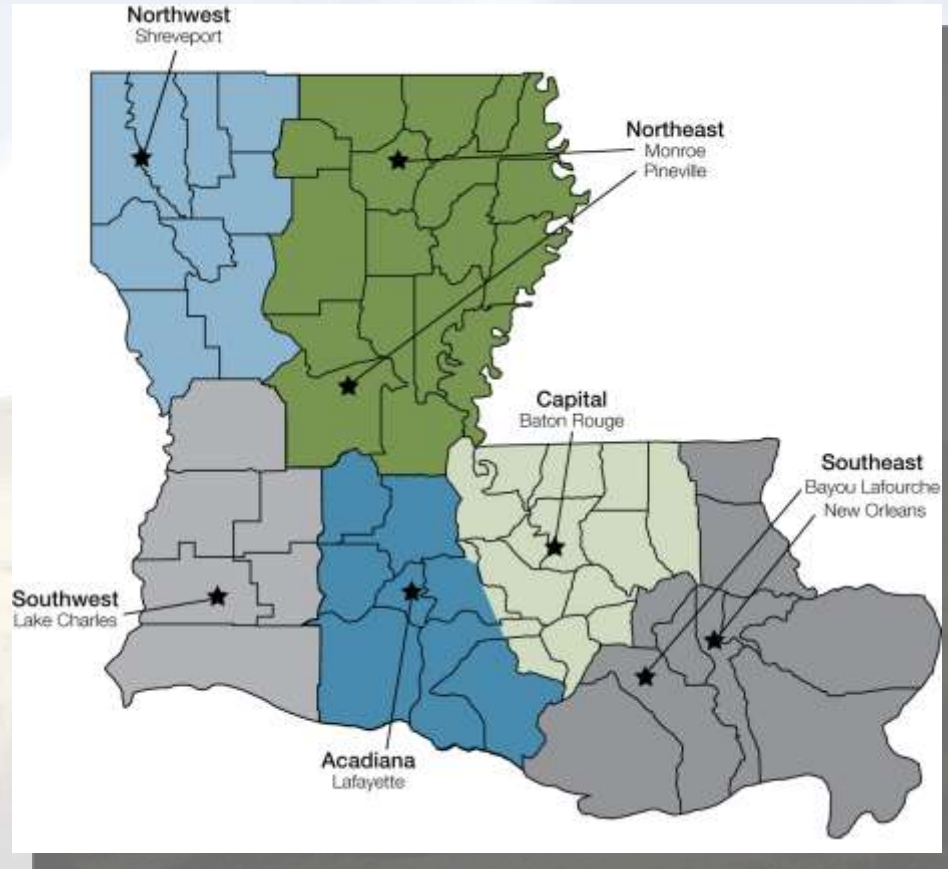 Northwest
Shreveport
Northeast
Monroe
Pineville
Capital
Baton Rouge
Southeast
Bayou Lafourche
New Orleans
Southwest
Lake Charles
Acadiana
Lafayette